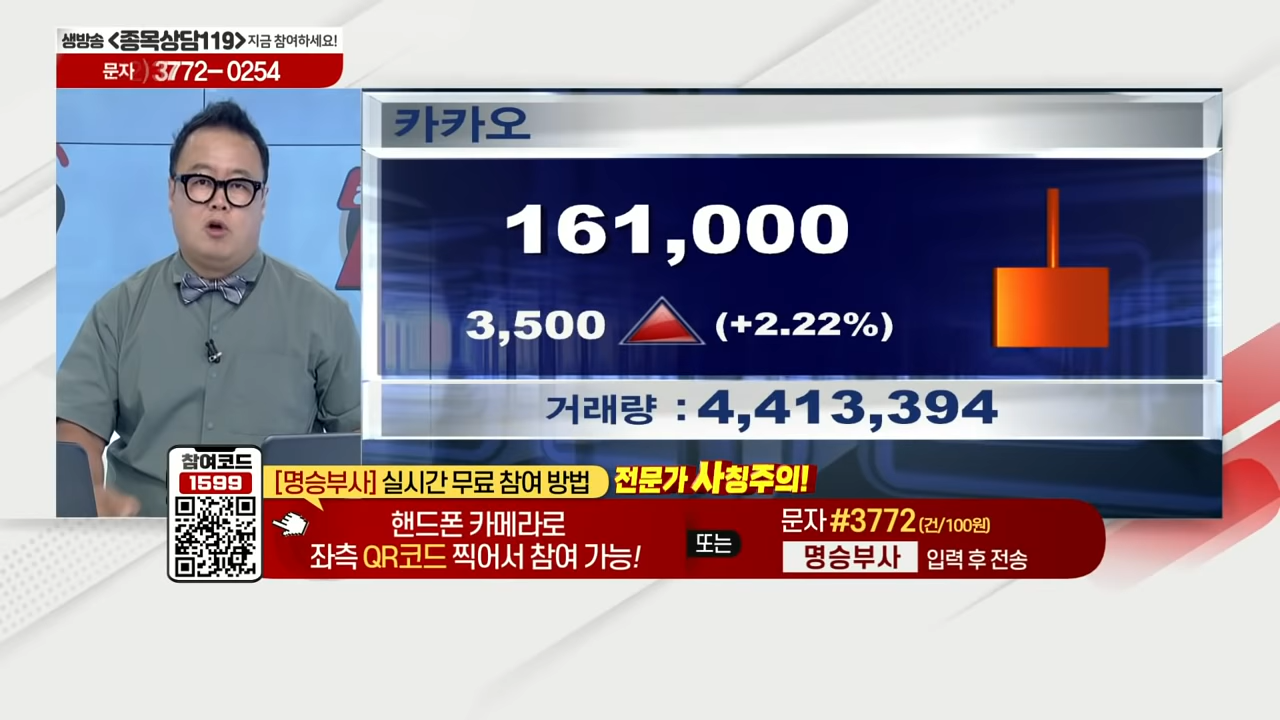 생방송 <종목상담119> 지금 참여하세요!
문자 3772-0254
카카오
161,000
3,500 (+2.22%)
거래량 : 4,413,394
참여코드
1599
[명승부사] 실시간 무료 참여 방법 전문가 사칭주의!
핸드폰 카메라로
좌측 QR코드 찍어서 참여 가능!
또는
문자 #3772 (건/100원)
명승부사 입력 후 전송